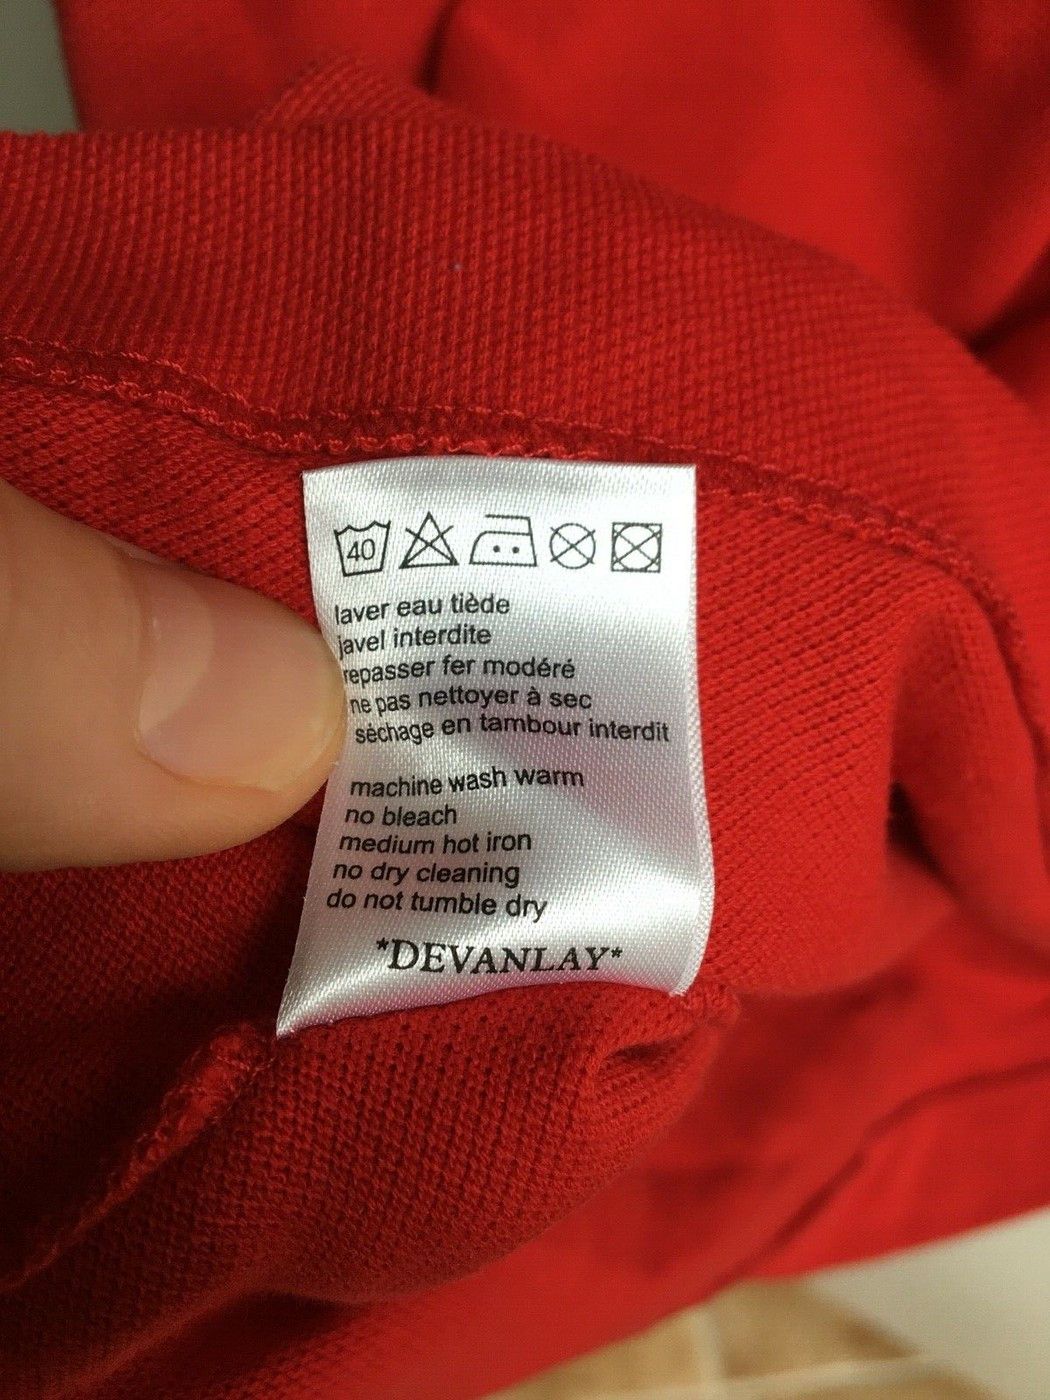 40
laver eau tiède
javel interdite
repasser fer modéré
ne pas nettoyer à sec
sèchage en tambour interdit
machine wash warm
no bleach
medium hot iron
no dry cleaning
do not tumble dry
*DEVANLAY*